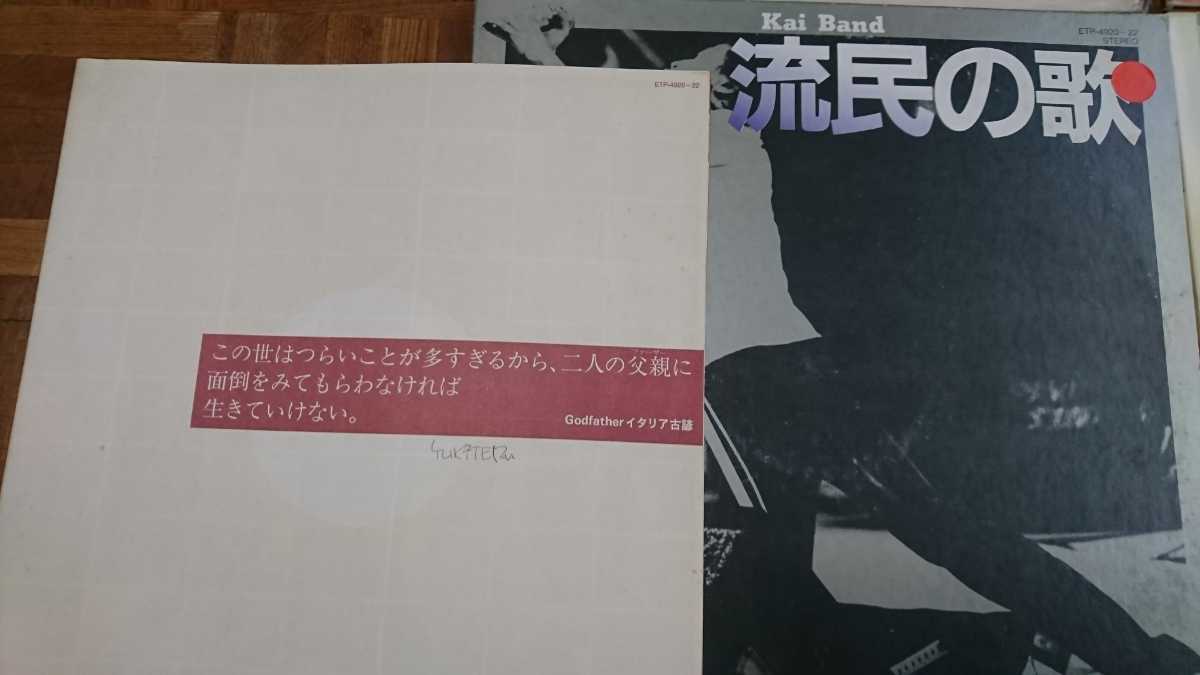 Kai Band
ETP-4920~22
STEREO
流民の歌
ETP-4920~22
この世はつらいことが多すぎるから、二人の父親に
面倒をみてもらわなければ
生きていけない。
Godfatherイタリア古諺